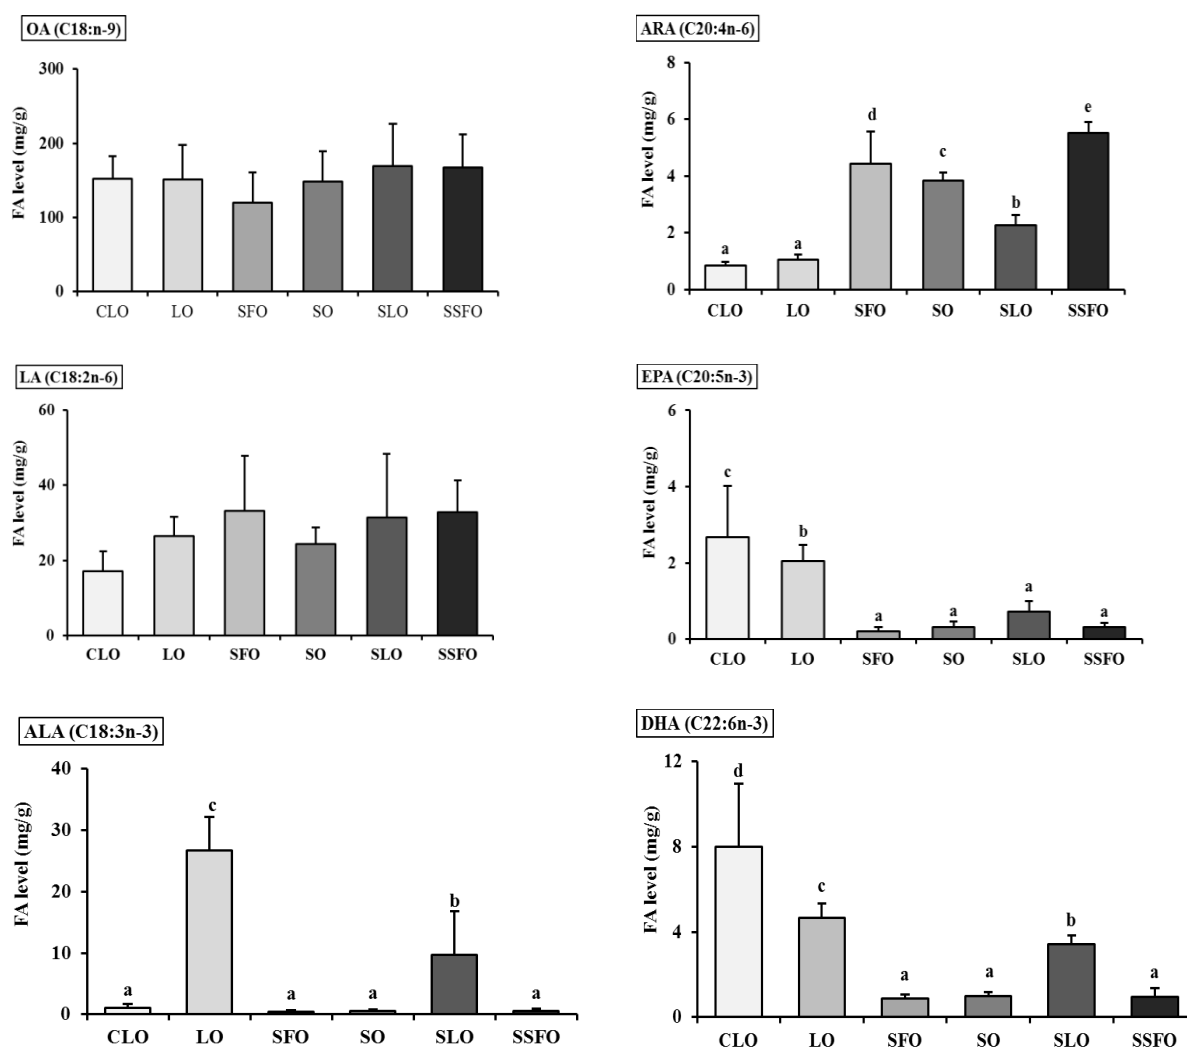 OA (C18:n-9)
FA level (mg/g)
300
200
100
0
CLO LO SFO SO SLO SSFO
ARA (C20:4n-6)
FA level (mg/g)
8
6
4
2
0
a a d c b e
CLO LO SFO SO SLO SSFO
LA (C18:2n-6)
FA level (mg/g)
60
40
20
0
CLO LO SFO SO SLO SSFO
EPA (C20:5n-3)
FA level (mg/g)
6
4
2
0
c b a a a a
CLO LO SFO SO SLO SSFO
ALA (C18:3n-3)
FA level (mg/g)
40
30
20
10
0
a c a a b a
CLO LO SFO SO SLO SSFO
DHA (C22:6n-3)
FA level (mg/g)
12
8
4
0
d c a a b a
CLO LO SFO SO SLO SSFO